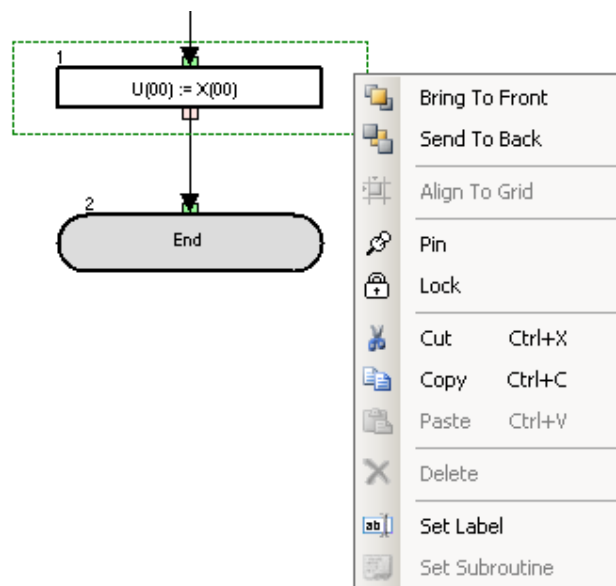 1
U(00) := X(00)
2
End
Bring To Front
Send To Back
Align To Grid
Pin
Lock
Cut Ctrl+X
Copy Ctrl+C
Paste Ctrl+V
Delete
Set Label
Set Subroutine